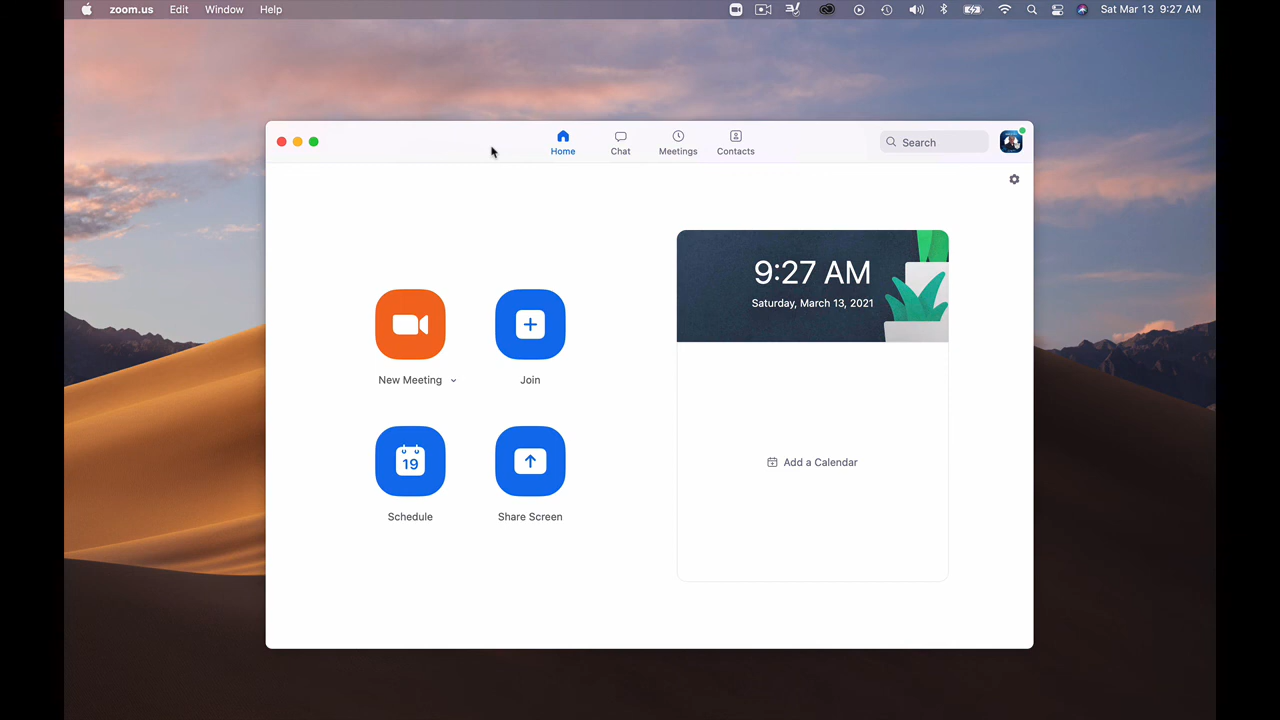 zoom.us Edit Window Help Sat Mar 13 9:27 AM
Home Chat Meetings Contacts Search
9:27 AM
Saturday, March 13, 2021
New Meeting Join
Add a Calendar
19
Schedule Share Screen